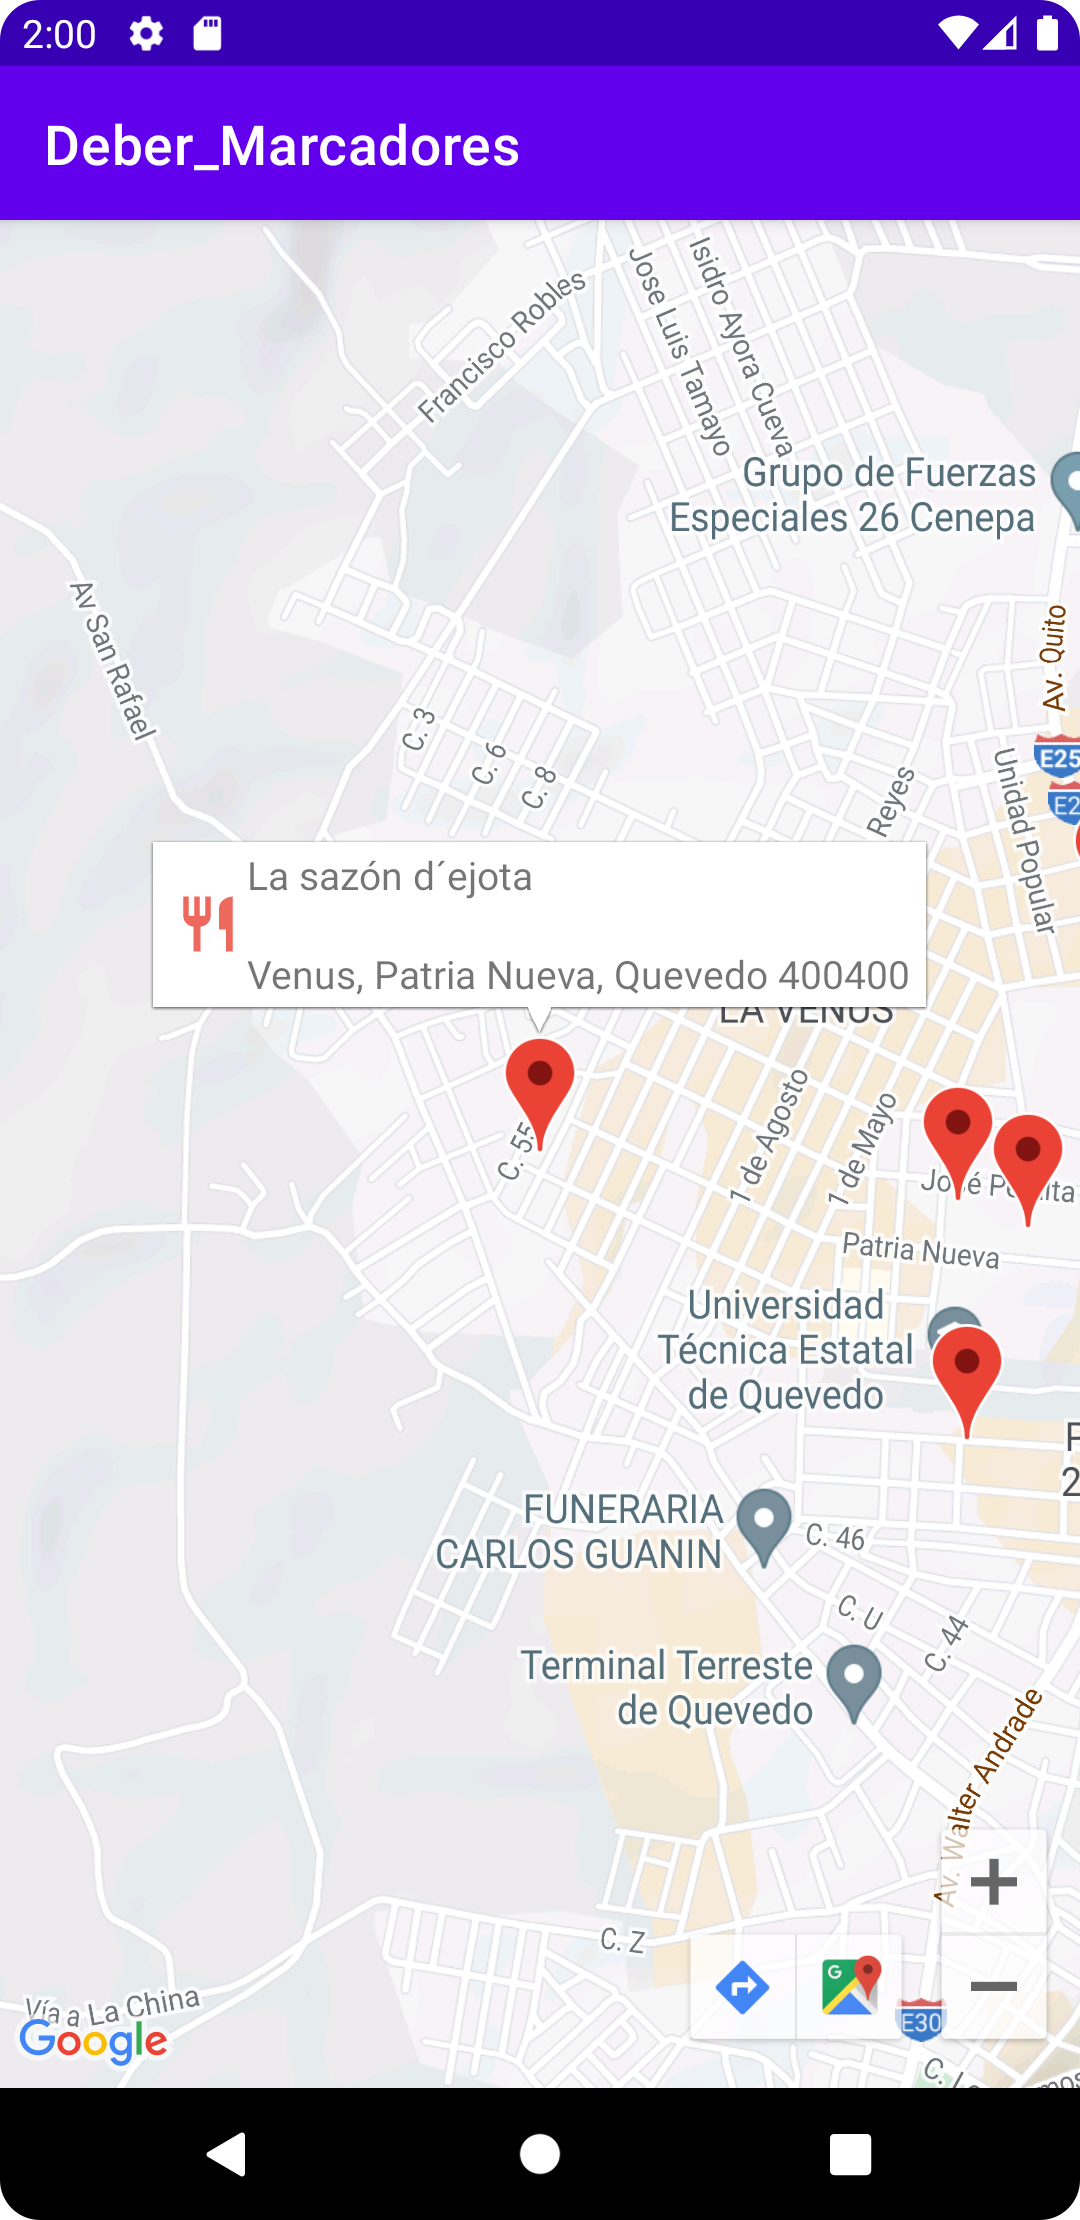 2:00
Deber_Marcadores
Francisco Robles
Jose Luis Tamayo
Isidro Ayora Cueva
Grupo de Fuerzas
Especiales 26 Cenepa
Av San Rafael
Av. Quito
C. 3
C. 6
C. 8
E25
Reyes
Unidad Popular
La sazón d´ejota
Venus, Patria Nueva, Quevedo 400400
LA VENUS
C. 55
1 de Agosto
1 de Mayo
José
Patria Nueva
Universidad
Técnica Estatal
de Quevedo
FUNERARIA
CARLOS GUANIN
C. 46
C. U
C. 44
Terminal Terreste
de Quevedo
Av. Walter Andrade
C. Z
Vía a La China
Google
G
E30